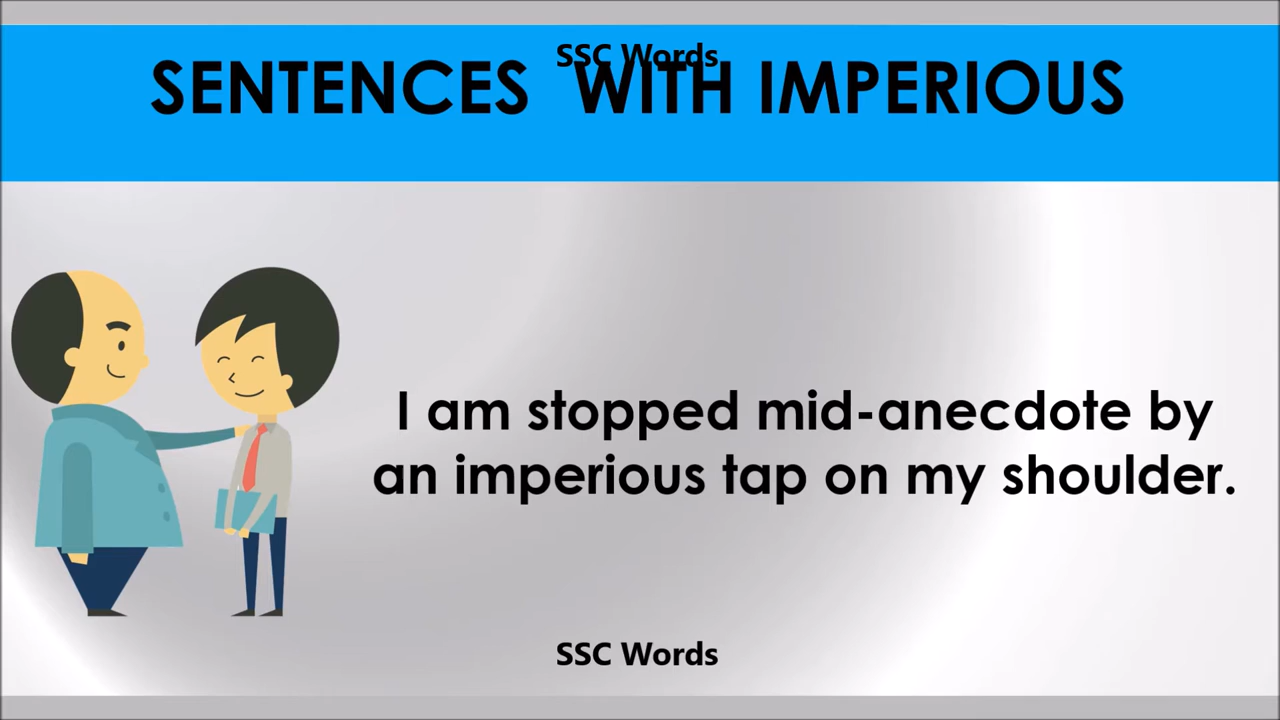 SSC Words
SENTENCES WITH IMPERIOUS
I am stopped mid-anecdote by
an imperious tap on my shoulder.
SSC Words